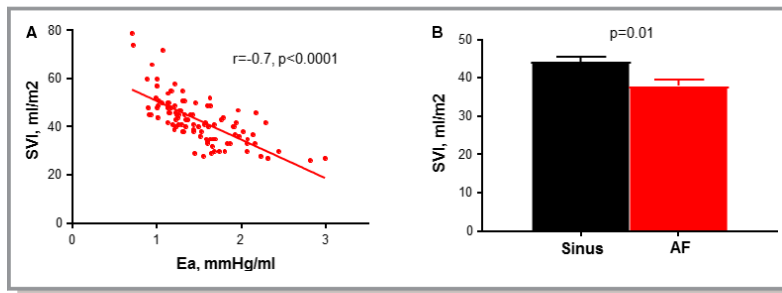 A
80
60
40
20
0
SVI, ml/m2
r=-0.7, p<0.0001
0
1
2
3
Ea, mmHg/ml
B
p=0.01
50
40
30
20
10
0
SVI, ml/m2
Sinus
AF